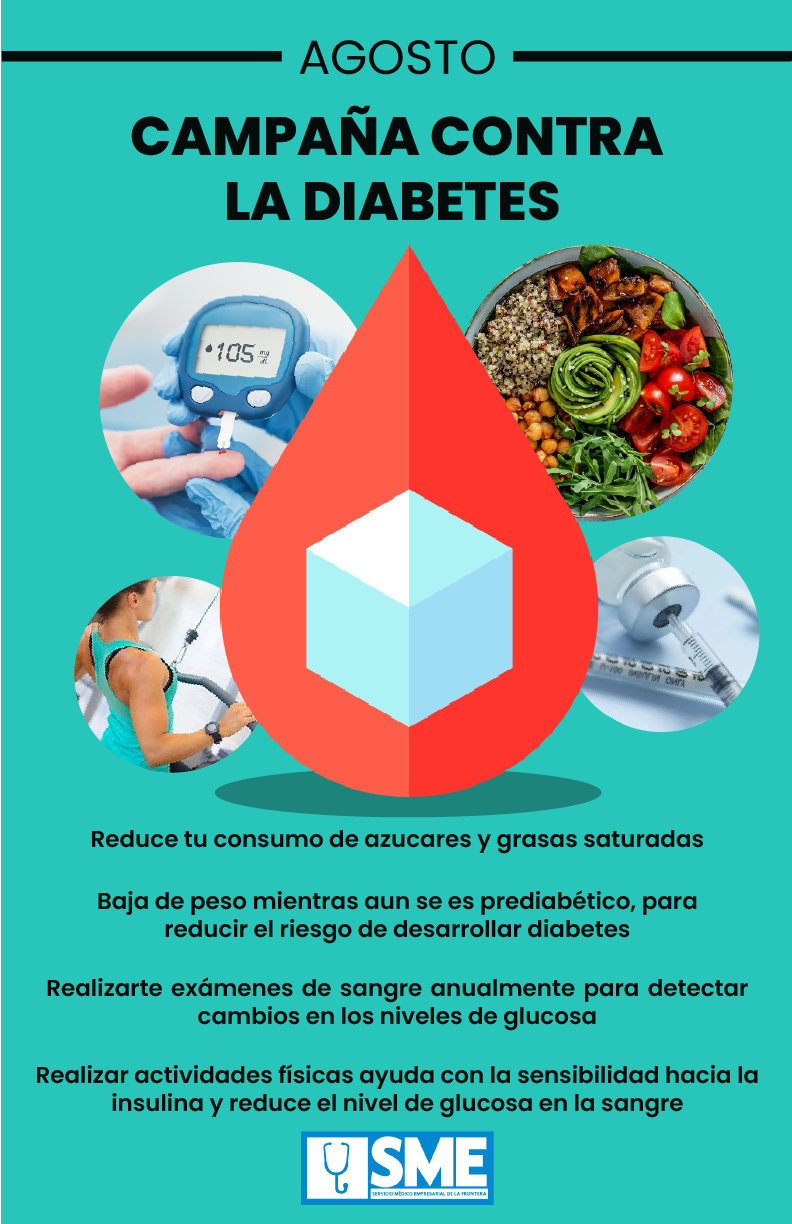 AGOSTO
CAMPAÑA CONTRA
LA DIABETES
105 mg/dL
Reduce tu consumo de azucares y grasas saturadas
Baja de peso mientras aun se es prediabético, para
reducir el riesgo de desarrollar diabetes
Realizarte exámenes de sangre anualmente para detectar
cambios en los niveles de glucosa
Realizar actividades físicas ayuda con la sensibilidad hacia la
insulina y reduce el nivel de glucosa en la sangre
SME
SERVICIO MÉDICO EMPRESARIAL DE LA FRONTERA